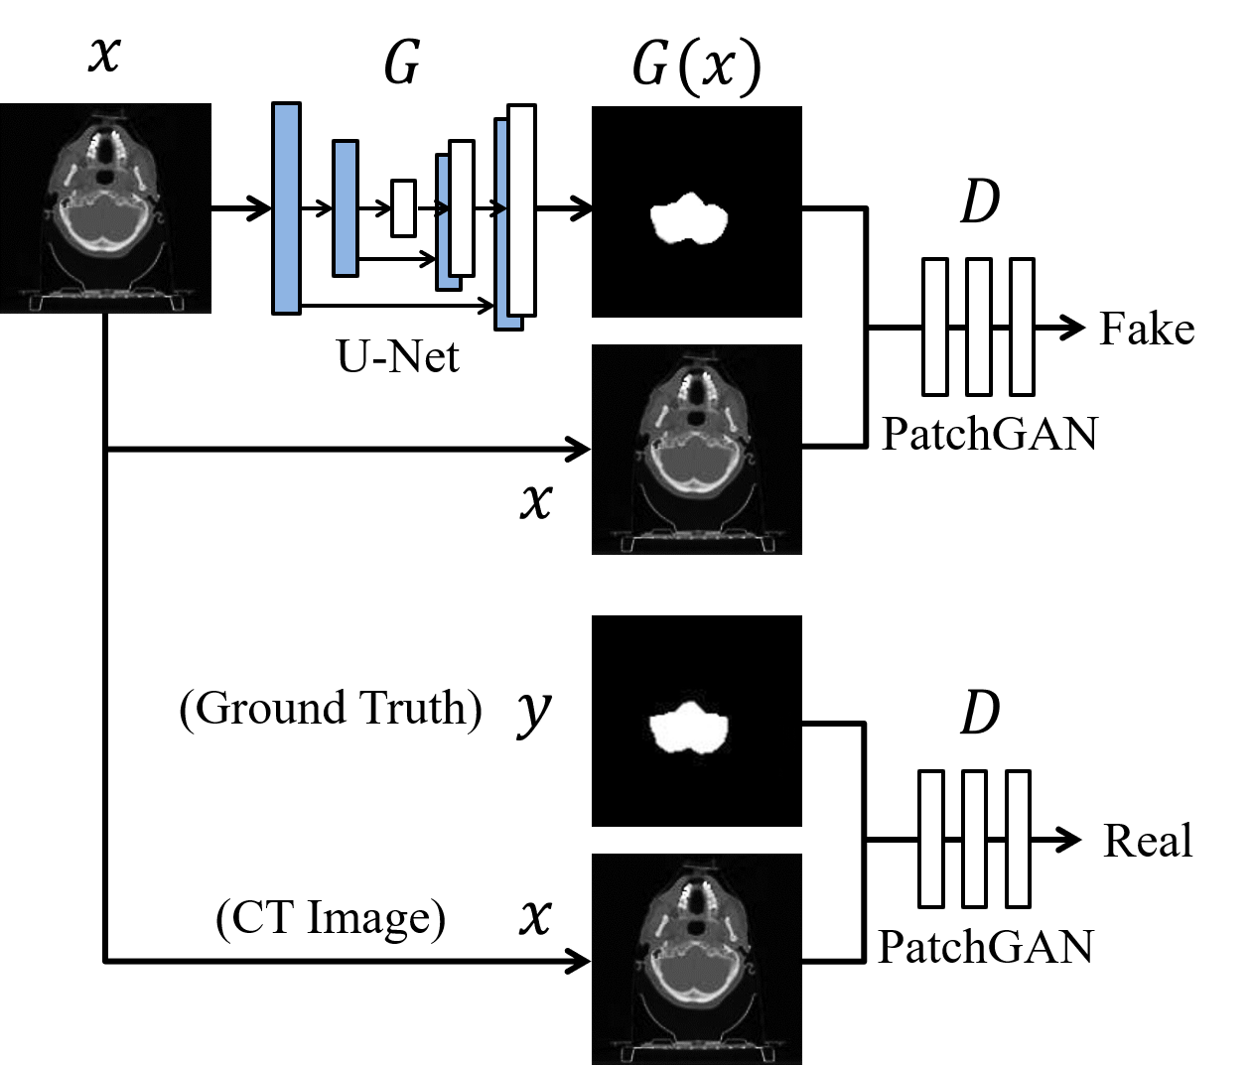 x
G
G(x)
D
Fake
U-Net
PatchGAN
x
(Ground Truth) y
D
Real
(CT Image) x
PatchGAN